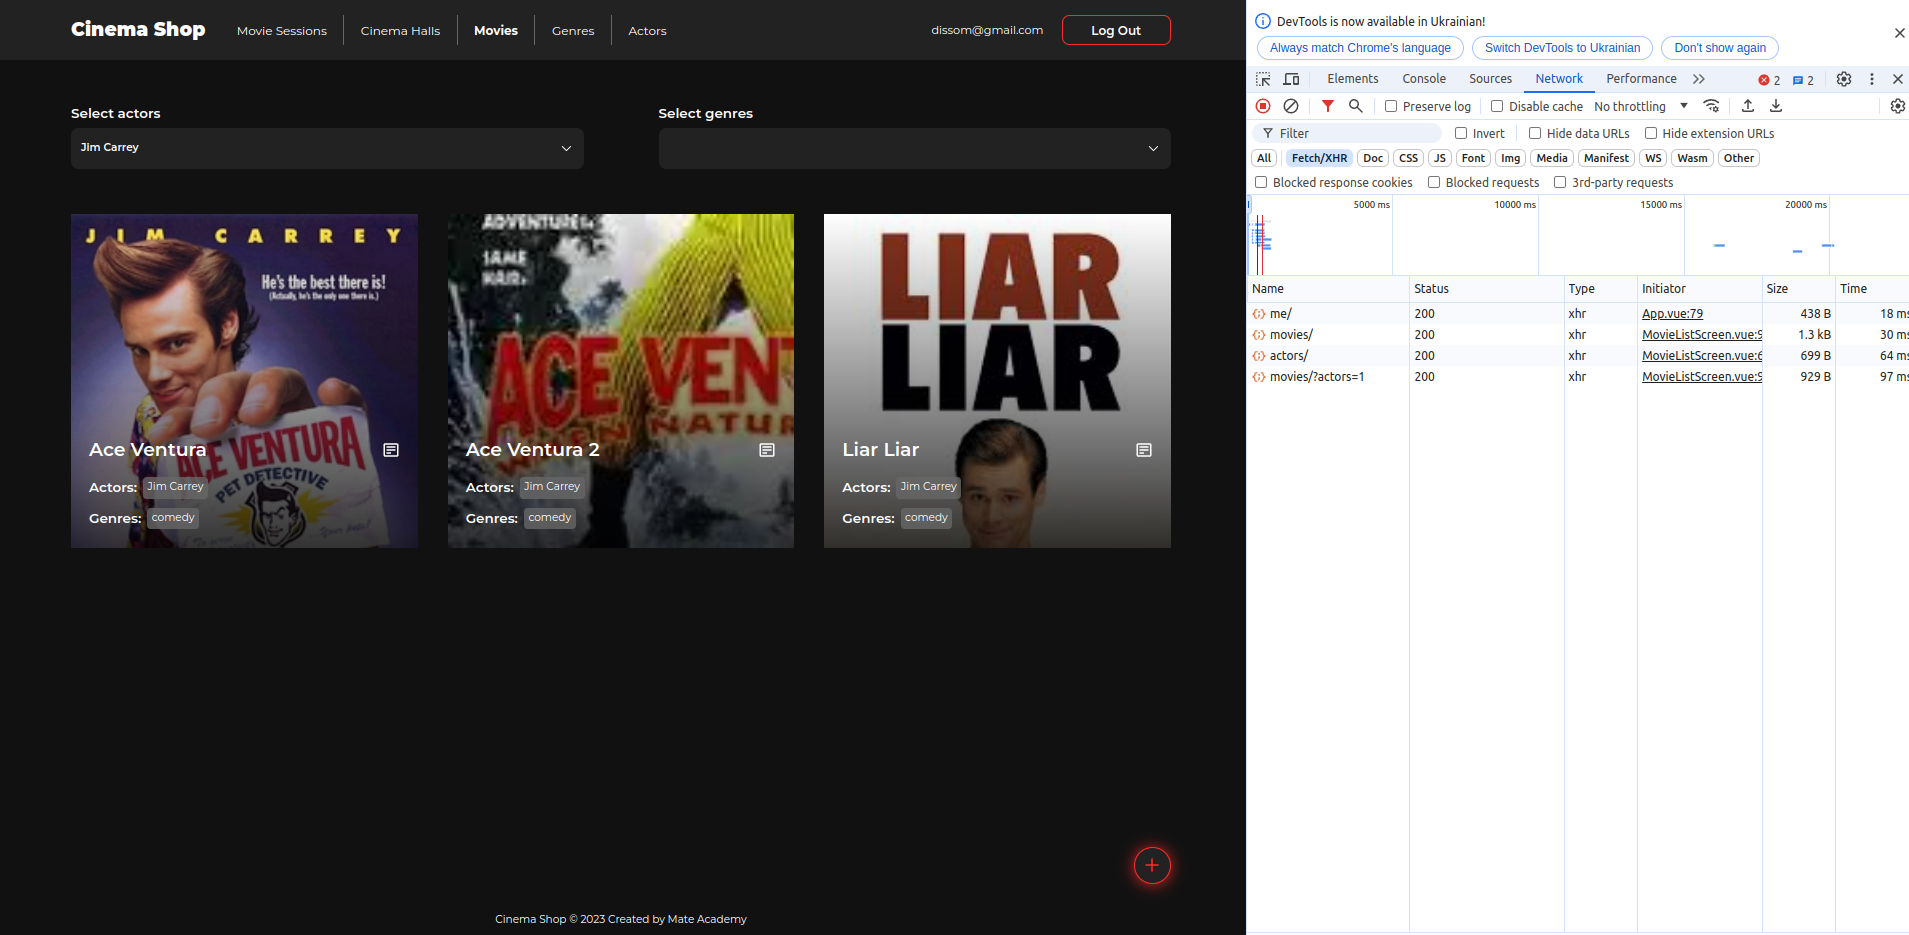 Cinema Shop
Movie Sessions
Cinema Halls
Movies
Genres
Actors
dissom@gmail.com
Log Out
Select actors
Jim Carrey
Select genres
JIM CARREY
He's the best there is!
(Actually, he's the only one there is.)
ACE VENTURA
PET DETECTIVE
Ace Ventura
Actors: Jim Carrey
Genres: comedy
SAME
HAIR.
ACE VEN
NATUR
Ace Ventura 2
Actors: Jim Carrey
Genres: comedy
LIAR
LIAR
Liar Liar
Actors: Jim Carrey
Genres: comedy
Cinema Shop © 2023 Created by Mate Academy
DevTools is now available in Ukrainian!
Always match Chrome's language
Switch DevTools to Ukrainian
Don't show again
Elements
Console
Sources
Network
Performance
2
2
Preserve log
Disable cache
No throttling
Filter
Invert
Hide data URLs
Hide extension URLs
All
Fetch/XHR
Doc
CSS
JS
Font
Img
Media
Manifest
WS
Wasm
Other
Blocked response cookies
Blocked requests
3rd-party requests
5000 ms
10000 ms
15000 ms
20000 ms
Name Status Type Initiator Size Time
me/ 200 xhr App.vue:79 438 B 18 ms
movies/ 200 xhr MovieListScreen.vue:9 1.3 kB 30 ms
actors/ 200 xhr MovieListScreen.vue:6 699 B 64 ms
movies/?actors=1 200 xhr MovieListScreen.vue:9 929 B 97 ms